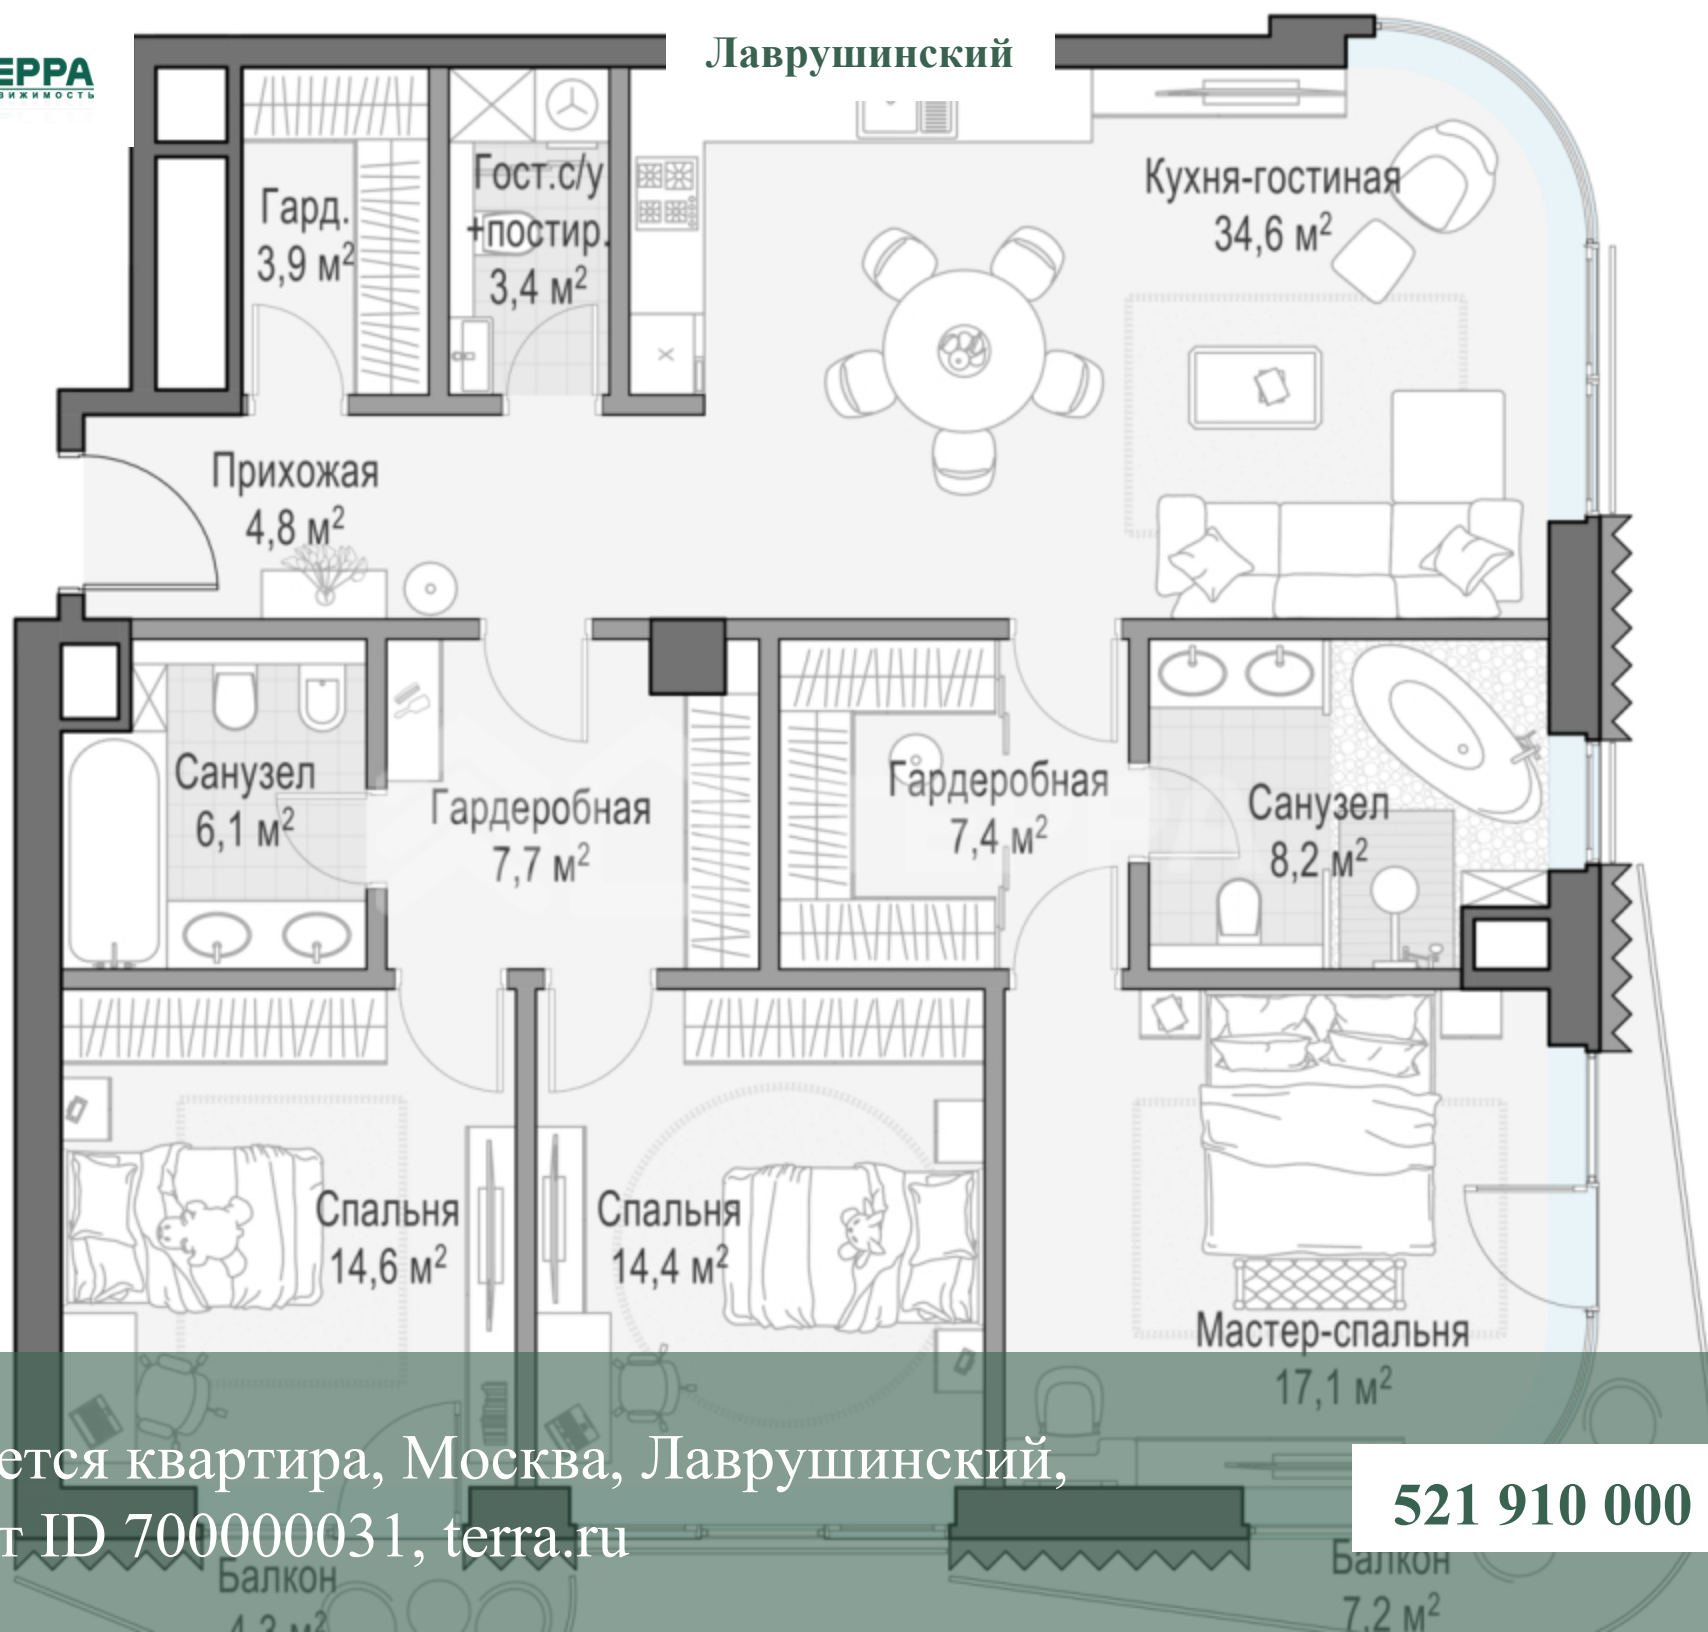 Лаврушинский
ЕРРА
Кухня-гостиная
34,6 м²
Гост.с/у
+постир.
3,4 м²
Гард.
3,9 м²
Прихожая
4,8 м²
Санузел
6,1 м²
Гардеробная
7,7 м²
Гардеробная
7,4 м²
Санузел
8,2 м²
Спальня
14,6 м²
Спальня
14,4 м²
Мастер-спальня
17,1 м²
ется квартира, Москва, Лаврушинский,
т ID 700000031, terra.ru
521 910 000
Балкон
4,3 м²
Балкон
7,2 м²